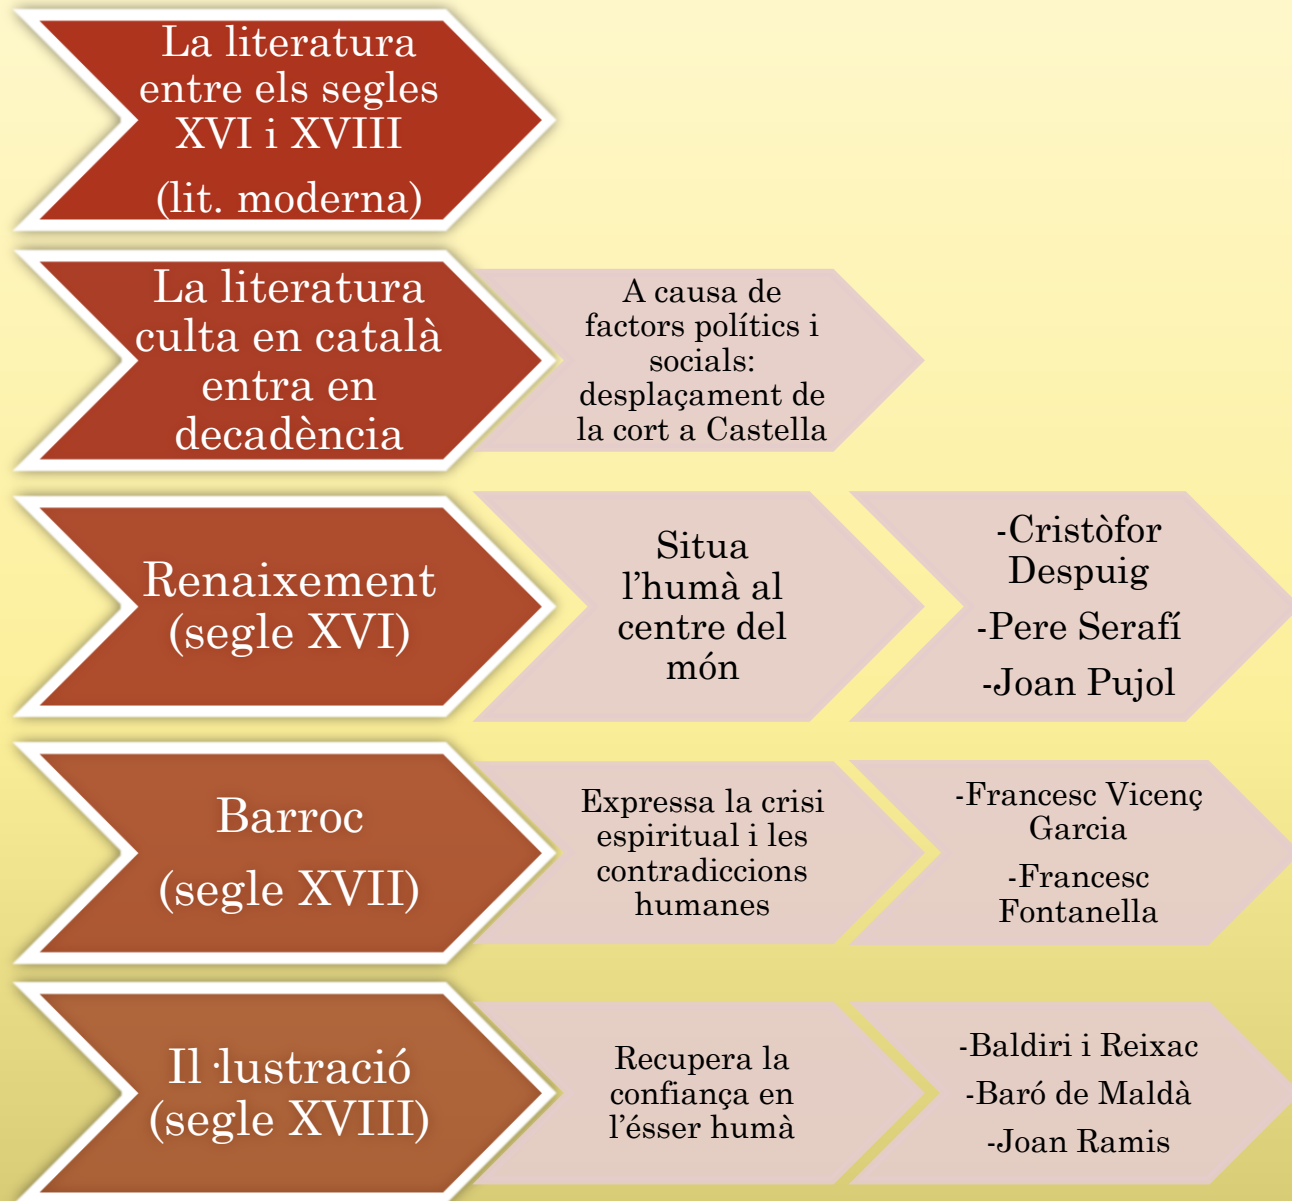 La literatura
entre els segles
XVI i XVIII
(lit. moderna)
La literatura
culta en català
entra en
decadència
A causa de
factors polítics i
socials:
desplaçament de
la cort a Castella
Renaixement
(segle XVI)
Situa
l’humà al
centre del
món
-Cristòfor
Despuig
-Pere Serafí
-Joan Pujol
Barroc
(segle XVII)
Expressa la crisi
espiritual i les
contradiccions
humanes
-Francesc Vicenç
Garcia
-Francesc
Fontanella
Il·lustració
(segle XVIII)
Recupera la
confiança en
l’ésser humà
-Baldiri i Reixac
-Baró de Maldà
-Joan Ramis